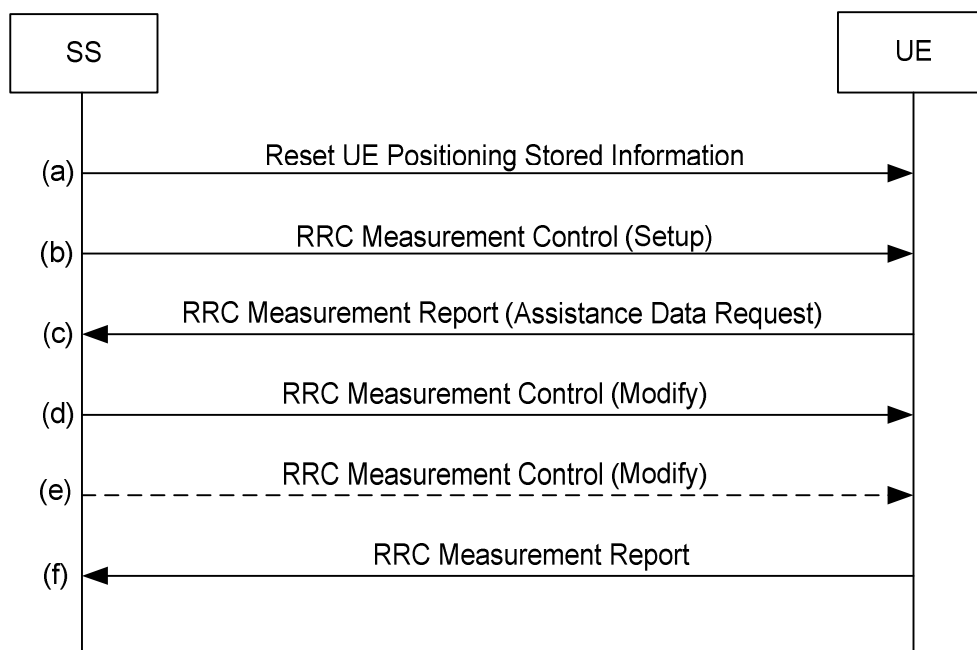 SS
UE
(a)
Reset UE Positioning Stored Information
(b)
RRC Measurement Control (Setup)
(c)
RRC Measurement Report (Assistance Data Request)
(d)
RRC Measurement Control (Modify)
(e)
RRC Measurement Control (Modify)
(f)
RRC Measurement Report